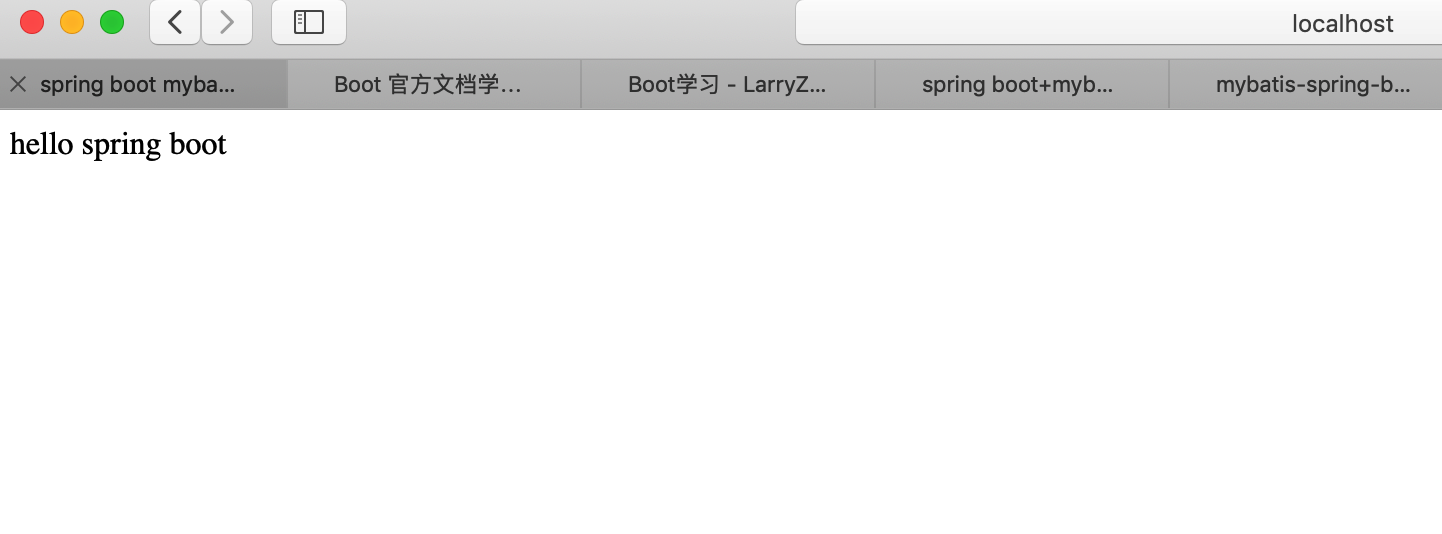 localhost
spring boot myba...
Boot 官方文档学...
Boot学习 - LarryZ...
spring boot+myb...
mybatis-spring-b...
hello spring boot